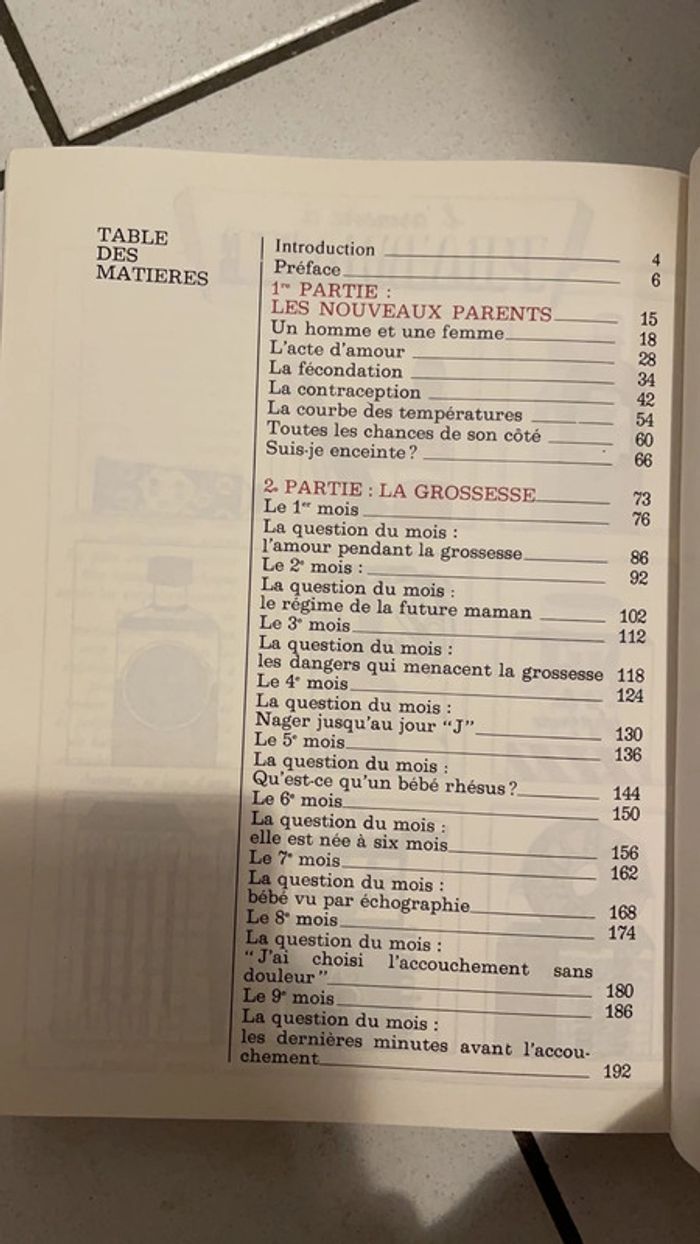 TABLE
DES
MATIERES
Introduction 4
Préface 6
1re PARTIE :
LES NOUVEAUX PARENTS 15
Un homme et une femme 18
L'acte d'amour 28
La fécondation 34
La contraception 42
La courbe des températures 54
Toutes les chances de son côté 60
Suis-je enceinte ? 66
2e PARTIE : LA GROSSESSE 73
Le 1er mois 76
La question du mois :
l'amour pendant la grossesse 86
Le 2e mois : 92
La question du mois :
le régime de la future maman 102
Le 3e mois 112
La question du mois :
les dangers qui menacent la grossesse 118
Le 4e mois 124
La question du mois :
Nager jusqu'au jour "J" 130
Le 5e mois 136
La question du mois :
Qu'est-ce qu'un bébé rhésus ? 144
Le 6e mois 150
La question du mois :
elle est née à six mois 156
Le 7e mois 162
La question du mois :
bébé vu par échographie 168
Le 8e mois 174
La question du mois :
"J'ai choisi l'accouchement sans
douleur" 180
Le 9e mois 186
La question du mois :
les dernières minutes avant l'accou-
chement 192